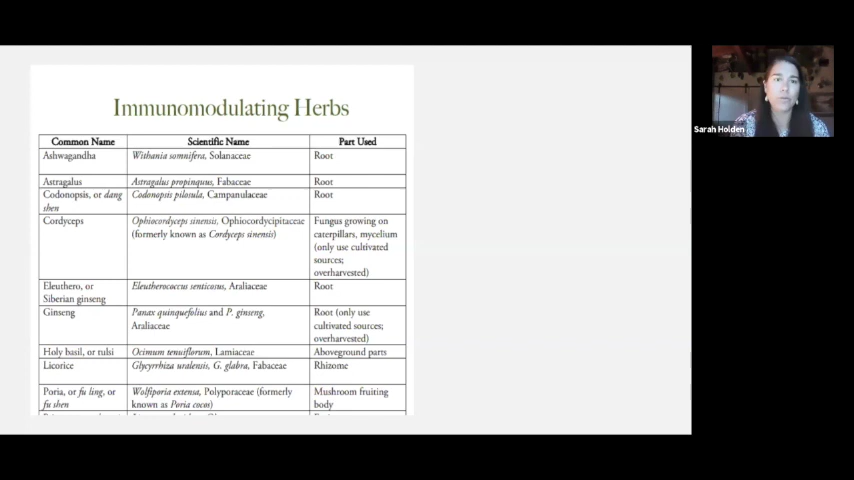 Immunomodulating Herbs
Common Name Scientific Name Part Used
Ashwagandha Withania somnifera, Solanaceae Root
Astragalus Astragalus propinquus, Fabaceae Root
Codonopsis, or dang Codonopsis pilosula, Campanulaceae Root
shen
Cordyceps Ophiocordyceps sinensis, Ophiocordycipitaceae Fungus growing on
(formerly known as Cordyceps sinensis) caterpillars, mycelium
(only use cultivated
sources;
overharvested)
Eleuthero, or Eleutherococcus senticosus, Araliaceae Root
Siberian ginseng
Ginseng Panax quinquefolius and P. ginseng, Root (only use
Araliaceae cultivated sources;
overharvested)
Holy basil, or tulsi Ocimum tenuiflorum, Lamiaceae Aboveground parts
Licorice Glycyrrhiza uralensis, G. glabra, Fabaceae Rhizome
Poria, or fu ling, or Wolfiporia extensa, Polyporaceae (formerly Mushroom fruiting
fu shen known as Poria cocos) body
Sarah Holden